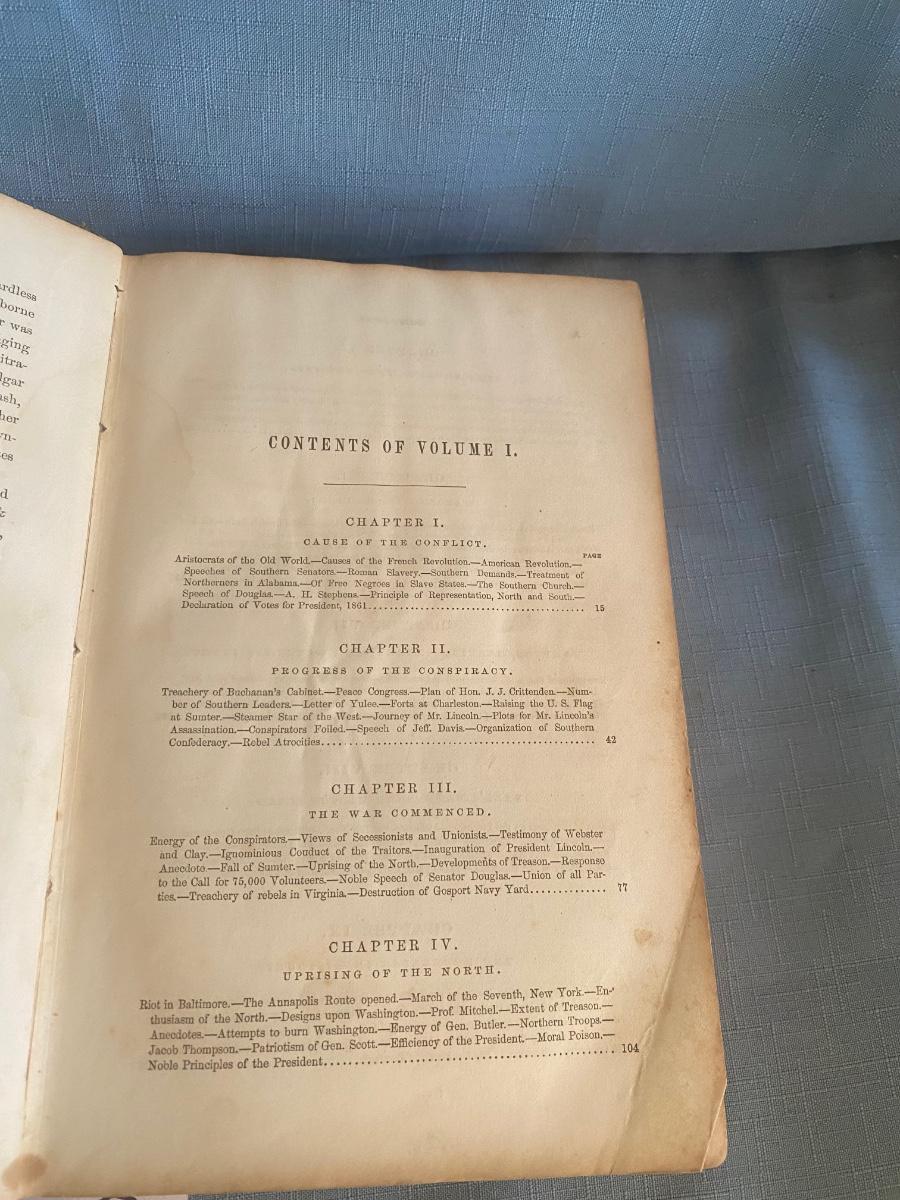 rdless
borne
r was
ging
itra-
lgar
ash,
her
vn-
es
d
&
CONTENTS OF VOLUME I.
CHAPTER I.
CAUSE OF THE CONFLICT.
PAGE
Aristocrats of the Old World.—Causes of the French Revolution.—American Revolution.—
Speeches of Southern Senators.—Roman Slavery.—Southern Demands.—Treatment of
Northerners in Alabama.—Of Free Negroes in Slave States.—The Southern Church.—
Speech of Douglas.—A. H. Stephens.—Principle of Representation, North and South.—
Declaration of Votes for President, 1861........................................ 15
CHAPTER II.
PROGRESS OF THE CONSPIRACY.
Treachery of Buchanan's Cabinet.—Peace Congress.—Plan of Hon. J. J. Crittenden.—Num-
ber of Southern Leaders.—Letter of Yulee.—Forts at Charleston.—Raising the U. S. Flag
at Sumter.—Steamer Star of the West.—Journey of Mr. Lincoln.—Plots for Mr. Lincoln's
Assassination.—Conspirators Foiled.—Speech of Jeff. Davis.—Organization of Southern
Confederacy.—Rebel Atrocities................................................ 42
CHAPTER III.
THE WAR COMMENCED.
Energy of the Conspirators.—Views of Secessionists and Unionists.—Testimony of Webster
and Clay.—Ignominious Conduct of the Traitors.—Inauguration of President Lincoln.—
Anecdote.—Fall of Sumter.—Uprising of the North.—Developments of Treason.—Response
to the Call for 75,000 Volunteers.—Noble Speech of Senator Douglas.—Union of all Par-
ties.—Treachery of rebels in Virginia.—Destruction of Gosport Navy Yard.............. 77
CHAPTER IV.
UPRISING OF THE NORTH.
Riot in Baltimore.—The Annapolis Route opened.—March of the Seventh, New York.—En-
thusiasm of the North.—Designs upon Washington.—Prof. Mitchel.—Extent of Treason.—
Anecdotes.—Attempts to burn Washington.—Energy of Gen. Butler.—Northern Troops.—
Jacob Thompson.—Patriotism of Gen. Scott.—Efficiency of the President.—Moral Poison.—
Noble Principles of the President................................................ 104